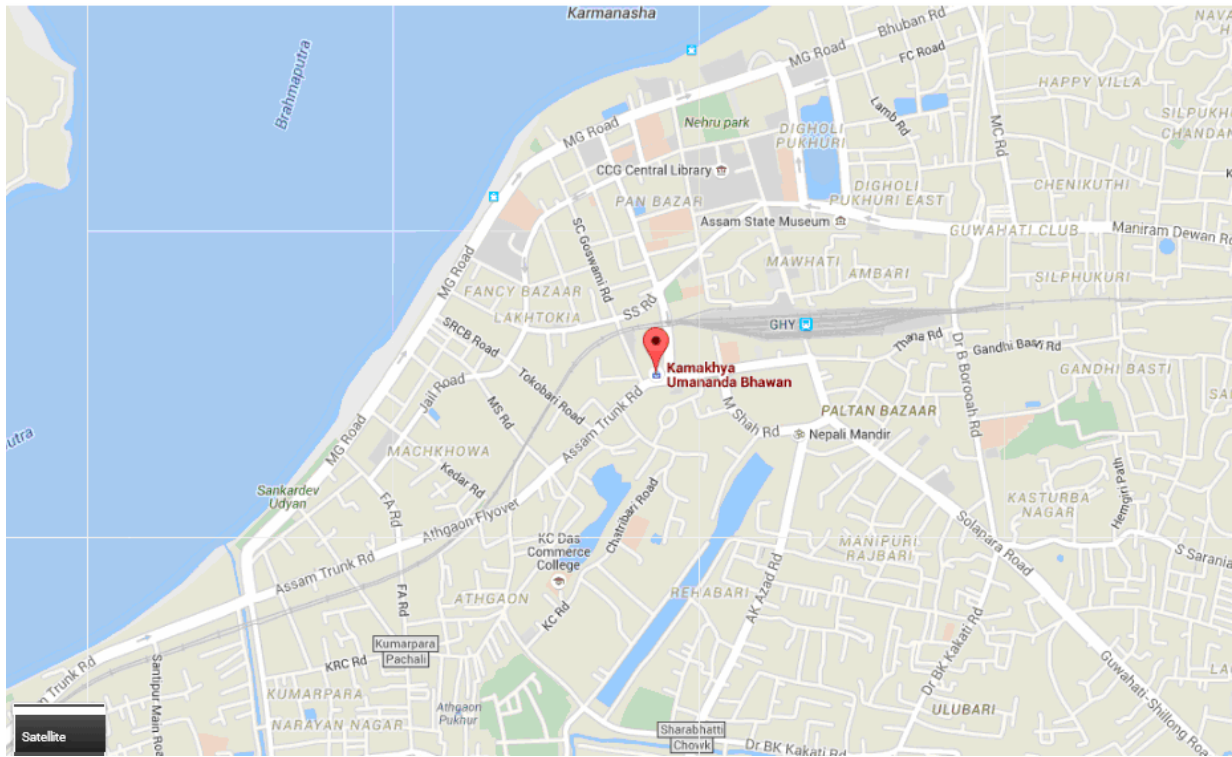 Karmanasha
Bhuban Rd
NAVA
MG Road
FC Road
HAPPY VILLA
Brahmaputra
Lamb Rd
SILPUKH
CHANDA
Nehru park
DIGHOLI
PUKHURI
MC Rd
MG Road
CCG Central Library
CHENIKUTHI
DIGHOLI
PUKHURI EAST
PAN BAZAR
Assam State Museum
GUWAHATI CLUB
Maniram Dewan R
SC Goswami Rd
MG Road
MAWHATI
AMBARI
SILPHUKURI
FANCY BAZAAR
SS Rd
LAKHTOKIA
GHY
SRCB Road
Thana Rd
Gandhi Basti Rd
Dr B Borooah Rd
Kamakhya
Umananda Bhawan
GANDHI BASTI
Jail Road
Tokobari Road
MS Rd
Assam Trunk Rd
M Shah Rd
PALTAN BAZAAR
Nepali Mandir
utra
MG Road
MACHKHOWA
Kedar Rd
Hemgiri Path
Sankardev
Udyan
FA Rd
Chatribari Road
KASTURBA
NAGAR
Athgaon Flyover
Solapara Road
KC Das
Commerce
College
MANIPURI
RAJBARI
S Sarania
Assam Trunk Rd
AK Azad Rd
FA Rd
ATHGAON
REHABARI
KC Rd
Dr BK Kakati Rd
Kumarpara
Pachali
KRC Rd
Santipur Main Roa
am Trunk Rd
Guwahati-Shillong Roa
LA
KUMARPARA
Athgaon
Pukhur
NARAYAN NAGAR
ULUBARI
Sharabhatti
Chowk
Satellite
Dr BK Kakati Rd